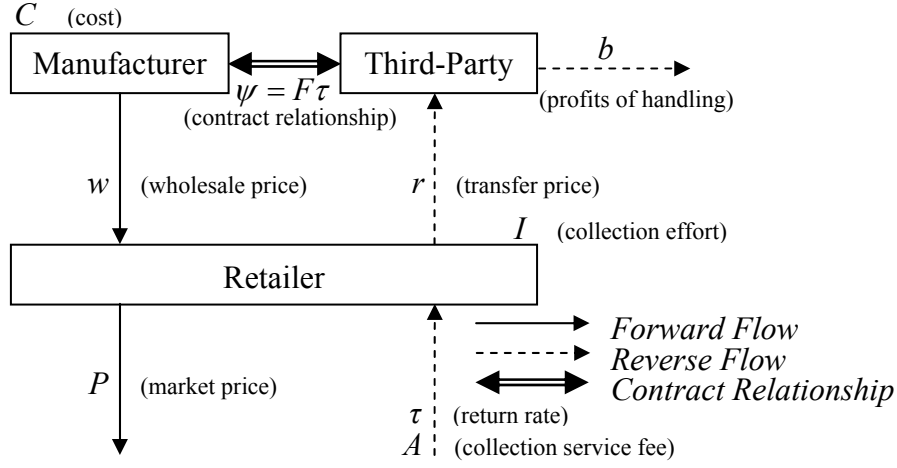 C (cost)
Manufacturer
Third-Party
b
ψ = Fτ
(profits of handling)
(contract relationship)
w (wholesale price)
r (transfer price)
I (collection effort)
Retailer
Forward Flow
Reverse Flow
P (market price)
Contract Relationship
τ (return rate)
A (collection service fee)